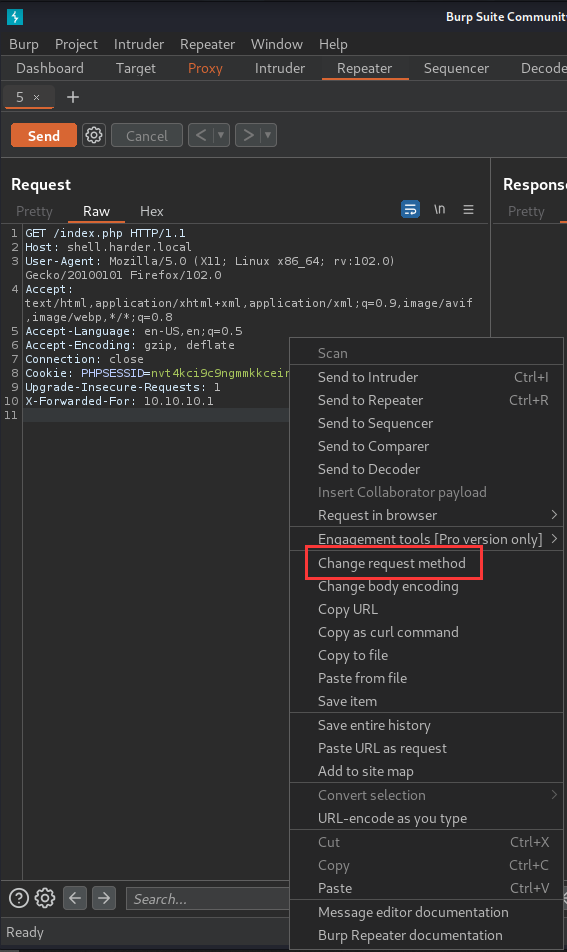 Burp Suite Community
Burp Project Intruder Repeater Window Help
Dashboard Target Proxy Intruder Repeater Sequencer Decode
5 × +
Send Cancel < >
Request Response
Pretty Raw Hex \n Pretty
1 GET /index.php HTTP/1.1
2 Host: shell.harder.local
3 User-Agent: Mozilla/5.0 (X11; Linux x86_64; rv:102.0)
Gecko/20100101 Firefox/102.0
4 Accept:
text/html,application/xhtml+xml,application/xml;q=0.9,image/avif
,image/webp,*/*;q=0.8
5 Accept-Language: en-US,en;q=0.5
6 Accept-Encoding: gzip, deflate
7 Connection: close
8 Cookie: PHPSESSID=nvt4kci9c9ngmmkkceir
9 Upgrade-Insecure-Requests: 1
10 X-Forwarded-For: 10.10.10.1
11
Scan
Send to Intruder Ctrl+I
Send to Repeater Ctrl+R
Send to Sequencer
Send to Comparer
Send to Decoder
Insert Collaborator payload
Request in browser >
Engagement tools [Pro version only] >
Change request method
Change body encoding
Copy URL
Copy as curl command
Copy to file
Paste from file
Save item
Save entire history
Paste URL as request
Add to site map
Convert selection >
URL-encode as you type
Cut Ctrl+X
Copy Ctrl+C
Paste Ctrl+V
Message editor documentation
Burp Repeater documentation
? Search...
Ready